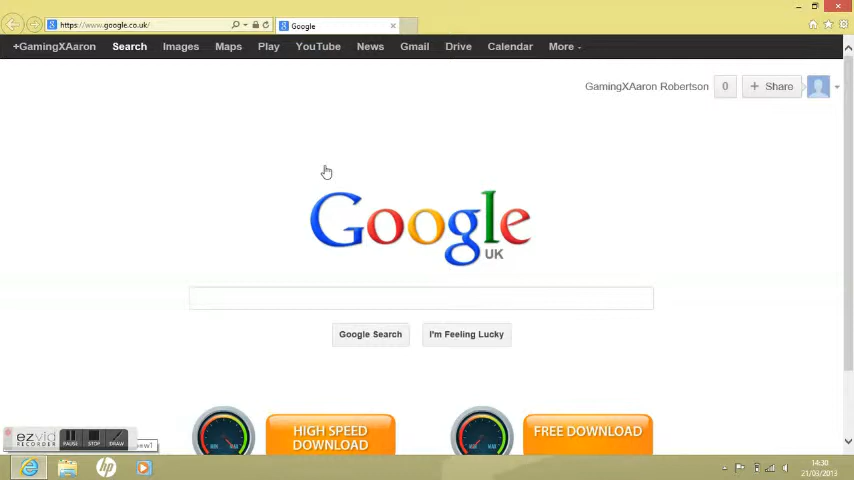 https://www.google.co.uk/
Google
+GamingXAaron Search Images Maps Play YouTube News Gmail Drive Calendar More
GamingXAaron Robertson 0 + Share
Google
UK
Google Search I'm Feeling Lucky
HIGH SPEED
DOWNLOAD
FREE DOWNLOAD
ezvid
RECORDER
PAUSE STOP DRAW
hp
14:30
21/03/2013